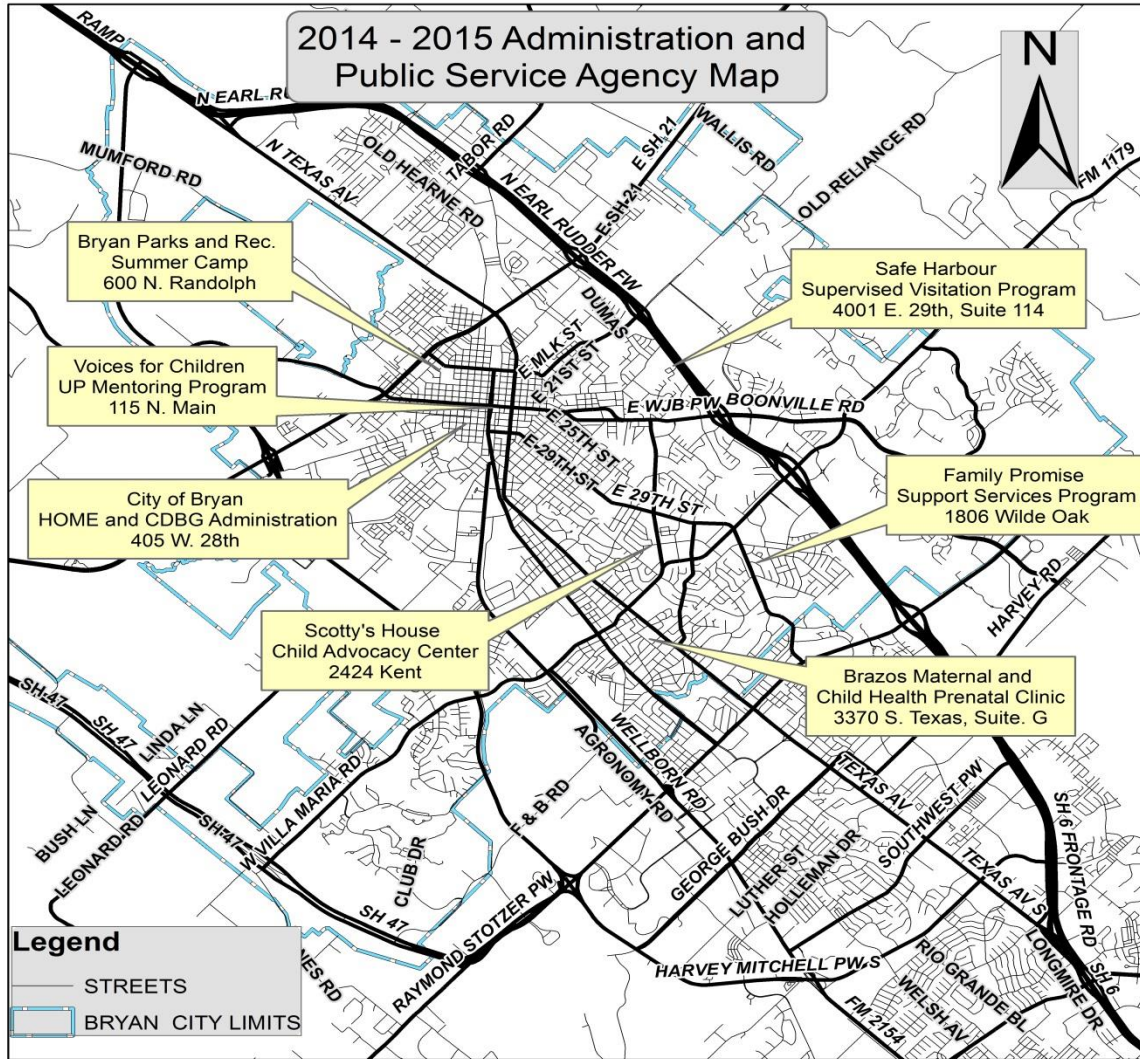 2014 - 2015 Administration and
Public Service Agency Map
N
RAMP
N EARL RU
MUMFORD RD
N TEXAS AV
OLD HEARNE RD
TABOR RD
N EARL RUDDER FW
E SH 21
E SH 21
WALLIS RD
OLD RELIANCE RD
FM 1179
Bryan Parks and Rec.
Summer Camp
600 N. Randolph
Safe Harbour
Supervised Visitation Program
4001 E. 29th, Suite 114
DUMAS
Voices for Children
UP Mentoring Program
115 N. Main
E MLK ST
E 21ST ST
E WJB PW
BOONVILLE RD
E 25TH ST
E 29TH ST
E 29TH ST
City of Bryan
HOME and CDBG Administration
405 W. 28th
Family Promise
Support Services Program
1806 Wilde Oak
HARVEY RD
Scotty's House
Child Advocacy Center
2424 Kent
Brazos Maternal and
Child Health Prenatal Clinic
3370 S. Texas, Suite. G
SH 47
SH 47
LINDA LN
LEONARD RD
BUSH LN
LEONARD RD
SH 47
W VILLA MARIA RD
CLUB DR
F & B RD
AGRONOMY RD
WELLBORN RD
TEXAS AV
GEORGE BUSH DR
SOUTHWEST PW
LUTHER ST
HOLLEMAN DR
SH 6 FRONTAGE RD
TEXAS AV S
SH 47
RAYMOND STOTZER PW
HARVEY MITCHELL PW S
RIO GRANDE BL
LONGMIRE DR
SH 6
WELSH AV
FM 2154
NES RD
Legend
STREETS
BRYAN CITY LIMITS